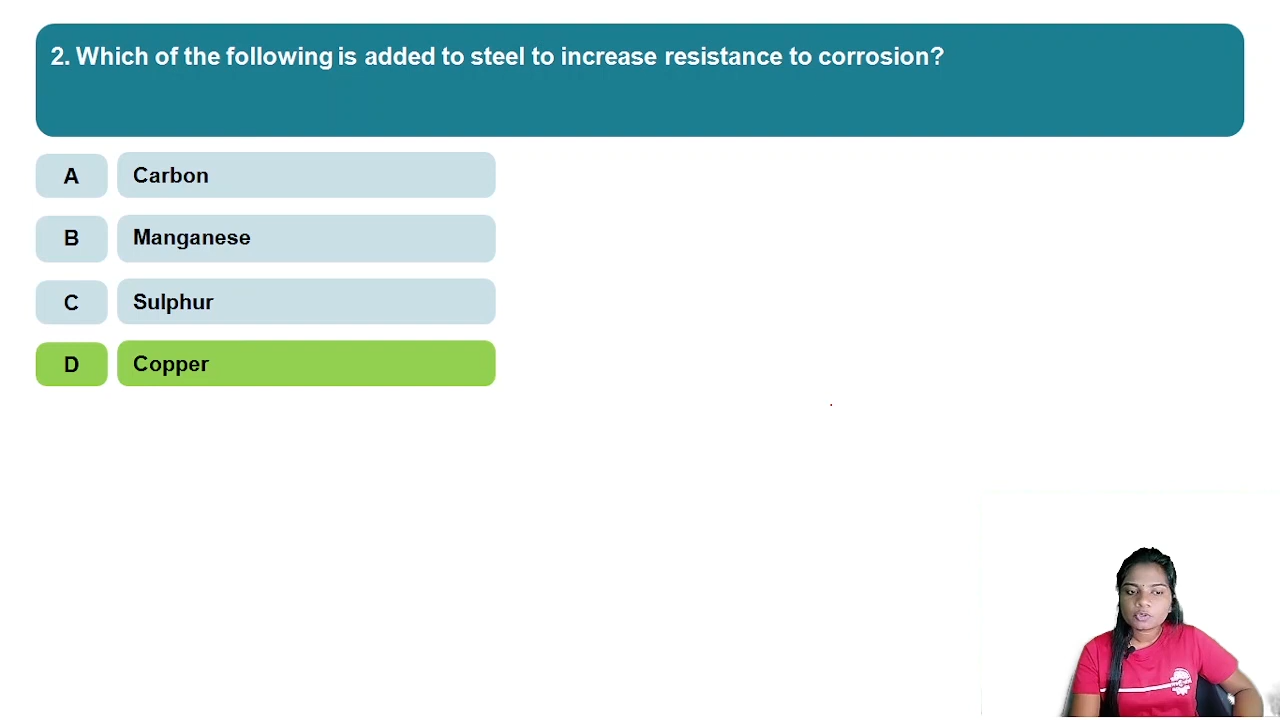 2. Which of the following is added to steel to increase resistance to corrosion?
A Carbon
B Manganese
C Sulphur
D Copper